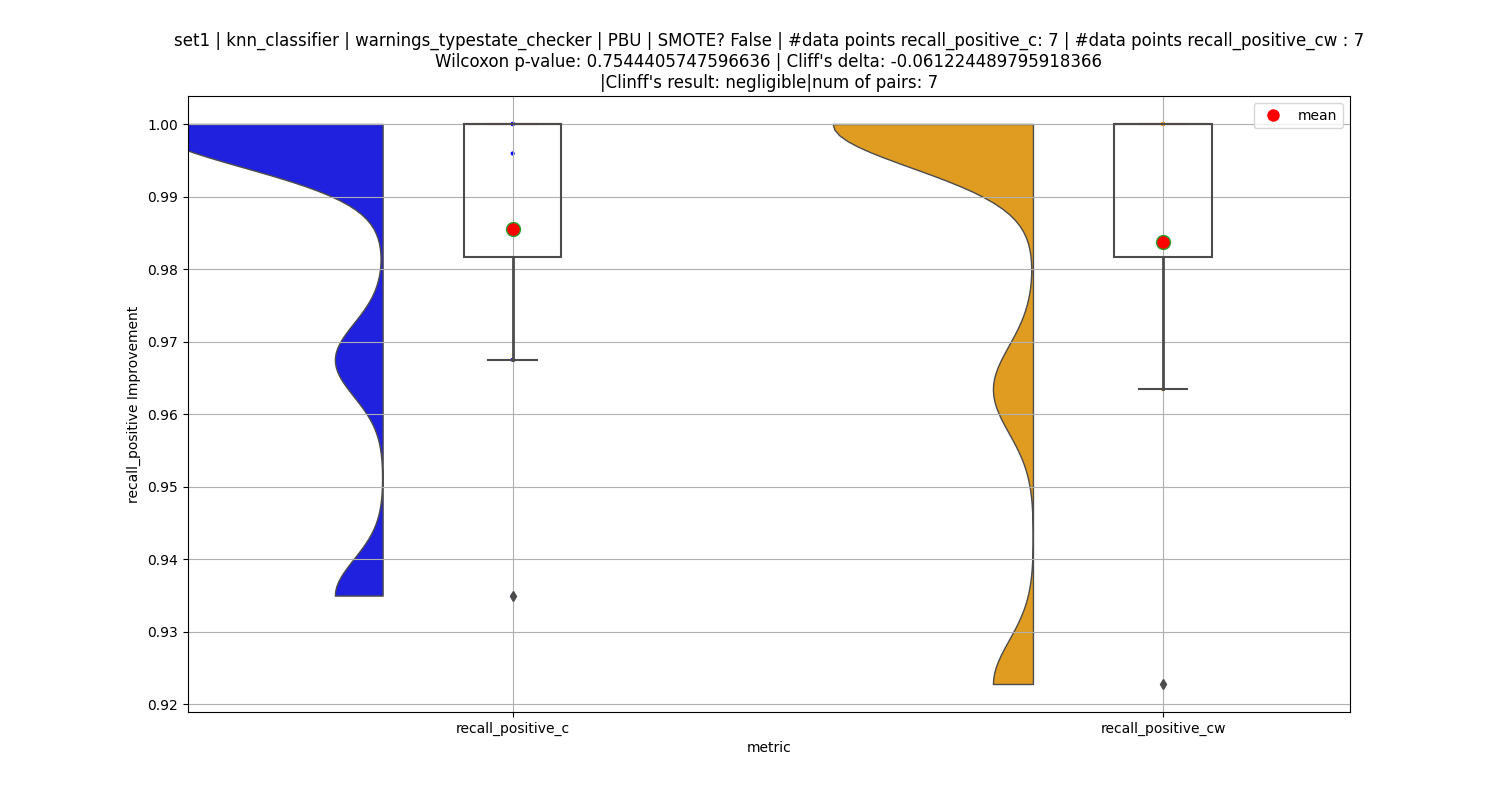 set1 | knn_classifier | warnings_typestate_checker | PBU | SMOTE? False | #data points recall_positive_c: 7 | #data points recall_positive_cw : 7
Wilcoxon p-value: 0.7544405747596636 | Cliff's delta: -0.061224489795918366
|Clinff's result: negligible|num of pairs: 7
mean
1.00
0.99
0.98
0.97
0.96
0.95
0.94
0.93
0.92
recall_positive Improvement
recall_positive_c
recall_positive_cw
metric